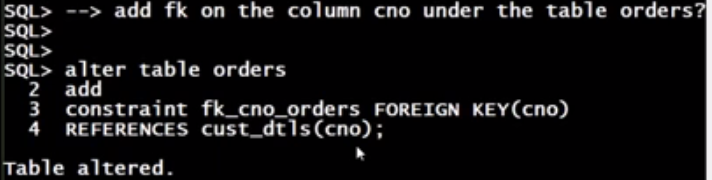 SQL> --> add fk on the column cno under the table orders?
SQL>
SQL>
SQL> alter table orders
2 add
3 constraint fk_cno_orders FOREIGN KEY(cno)
4 REFERENCES cust_dtls(cno);
Table altered.